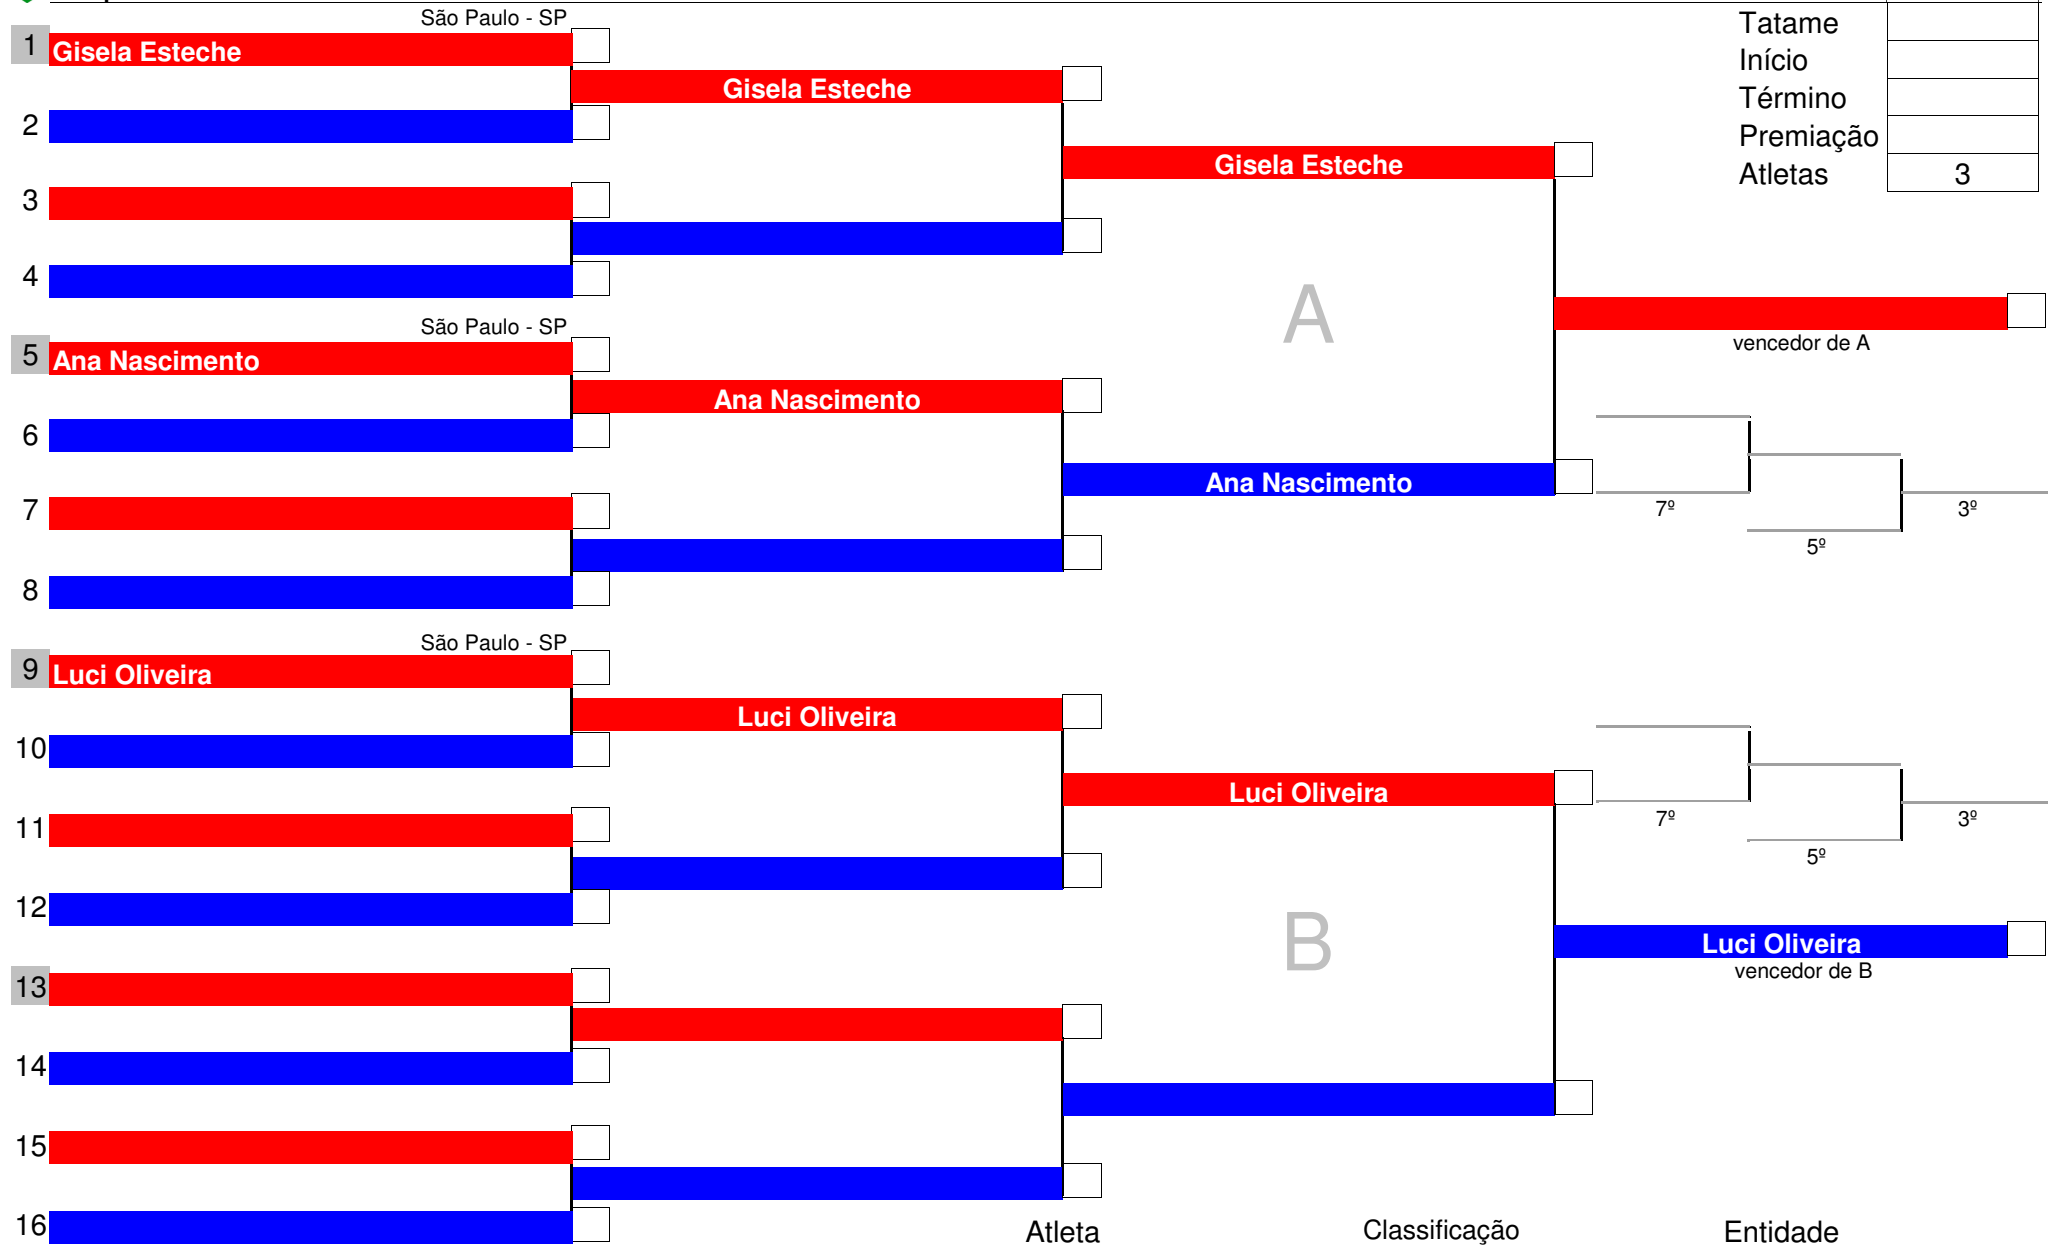 São Paulo - SP
Tatame
1 Gisela Esteche
Início
Gisela Esteche
Término
2
Premiação
Gisela Esteche
Atletas 3
3
4
A
São Paulo - SP
vencedor de A
5 Ana Nascimento
Ana Nascimento
6
Ana Nascimento
7
7º 3º
5º
8
São Paulo - SP
9 Luci Oliveira
Luci Oliveira
10
Luci Oliveira
11
7º 3º
5º
12
B
Luci Oliveira
vencedor de B
13
14
15
16
Atleta Classificação Entidade